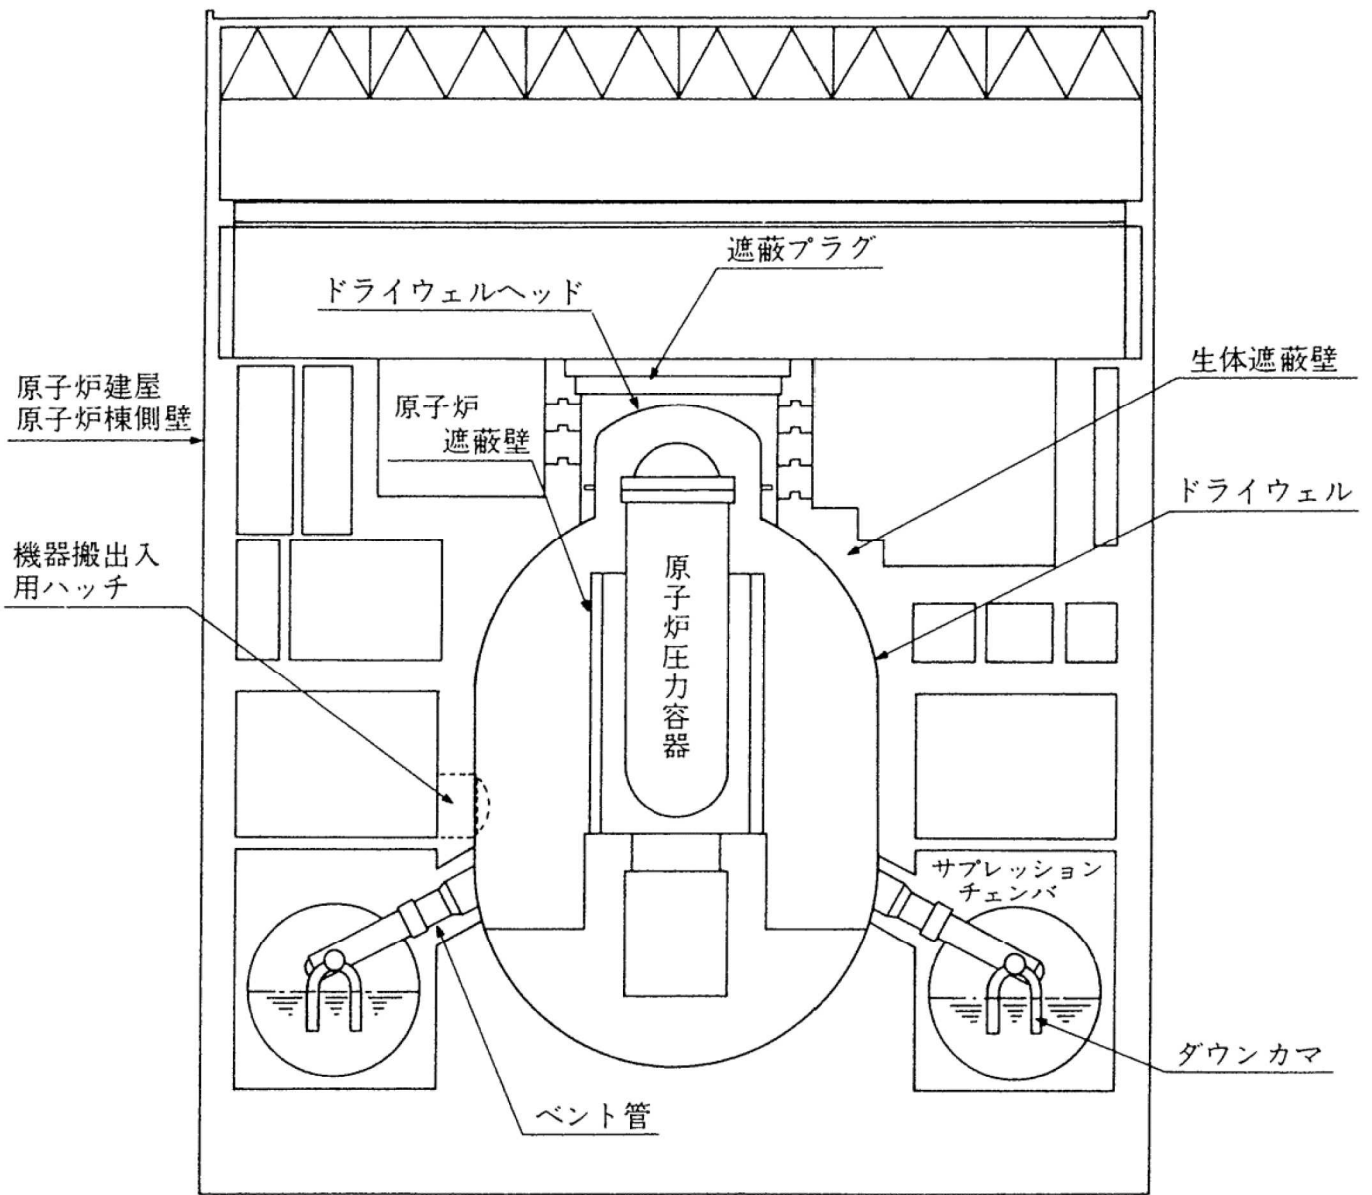 遮蔽プラグ
ドライウェルヘッド
生体遮蔽壁
原子炉建屋
原子炉棟側壁
原子炉
遮蔽壁
ドライウェル
機器搬出入
用ハッチ
原子炉圧力容器
サプレッション
チェンバ
ダウンカマ
ベント管